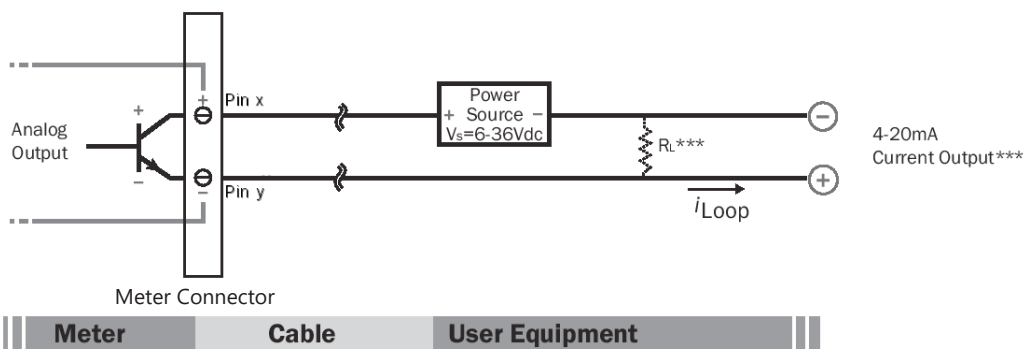 + Pin x
Power
+ Source −
Vs=6-36Vdc
−
+
Analog
Output
−
RL***
4-20mA
Current Output***
− Pin y
+
iLoop
Meter Connector
Meter Cable User Equipment